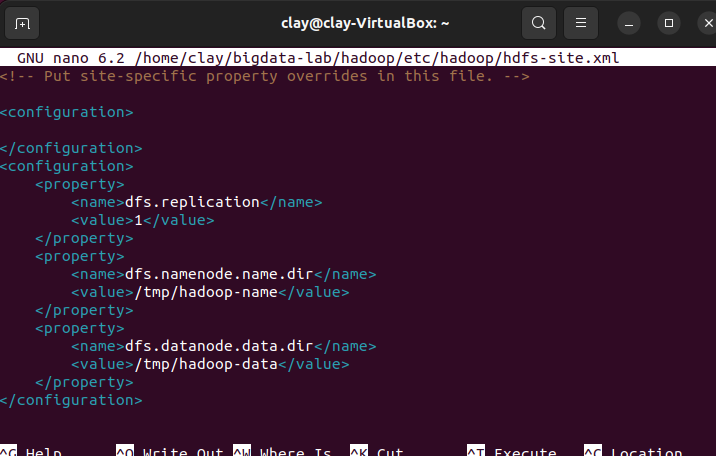 clay@clay-VirtualBox: ~
GNU nano 6.2 /home/clay/bigdata-lab/hadoop/etc/hadoop/hdfs-site.xml
<!-- Put site-specific property overrides in this file. -->
<configuration>
</configuration>
<configuration>
    <property>
        <name>dfs.replication</name>
        <value>1</value>
    </property>
    <property>
        <name>dfs.namenode.name.dir</name>
        <value>/tmp/hadoop-name</value>
    </property>
    <property>
        <name>dfs.datanode.data.dir</name>
        <value>/tmp/hadoop-data</value>
    </property>
</configuration>
^G Help ^O Write Out ^W Where Is ^K Cut ^T Execute ^C Location